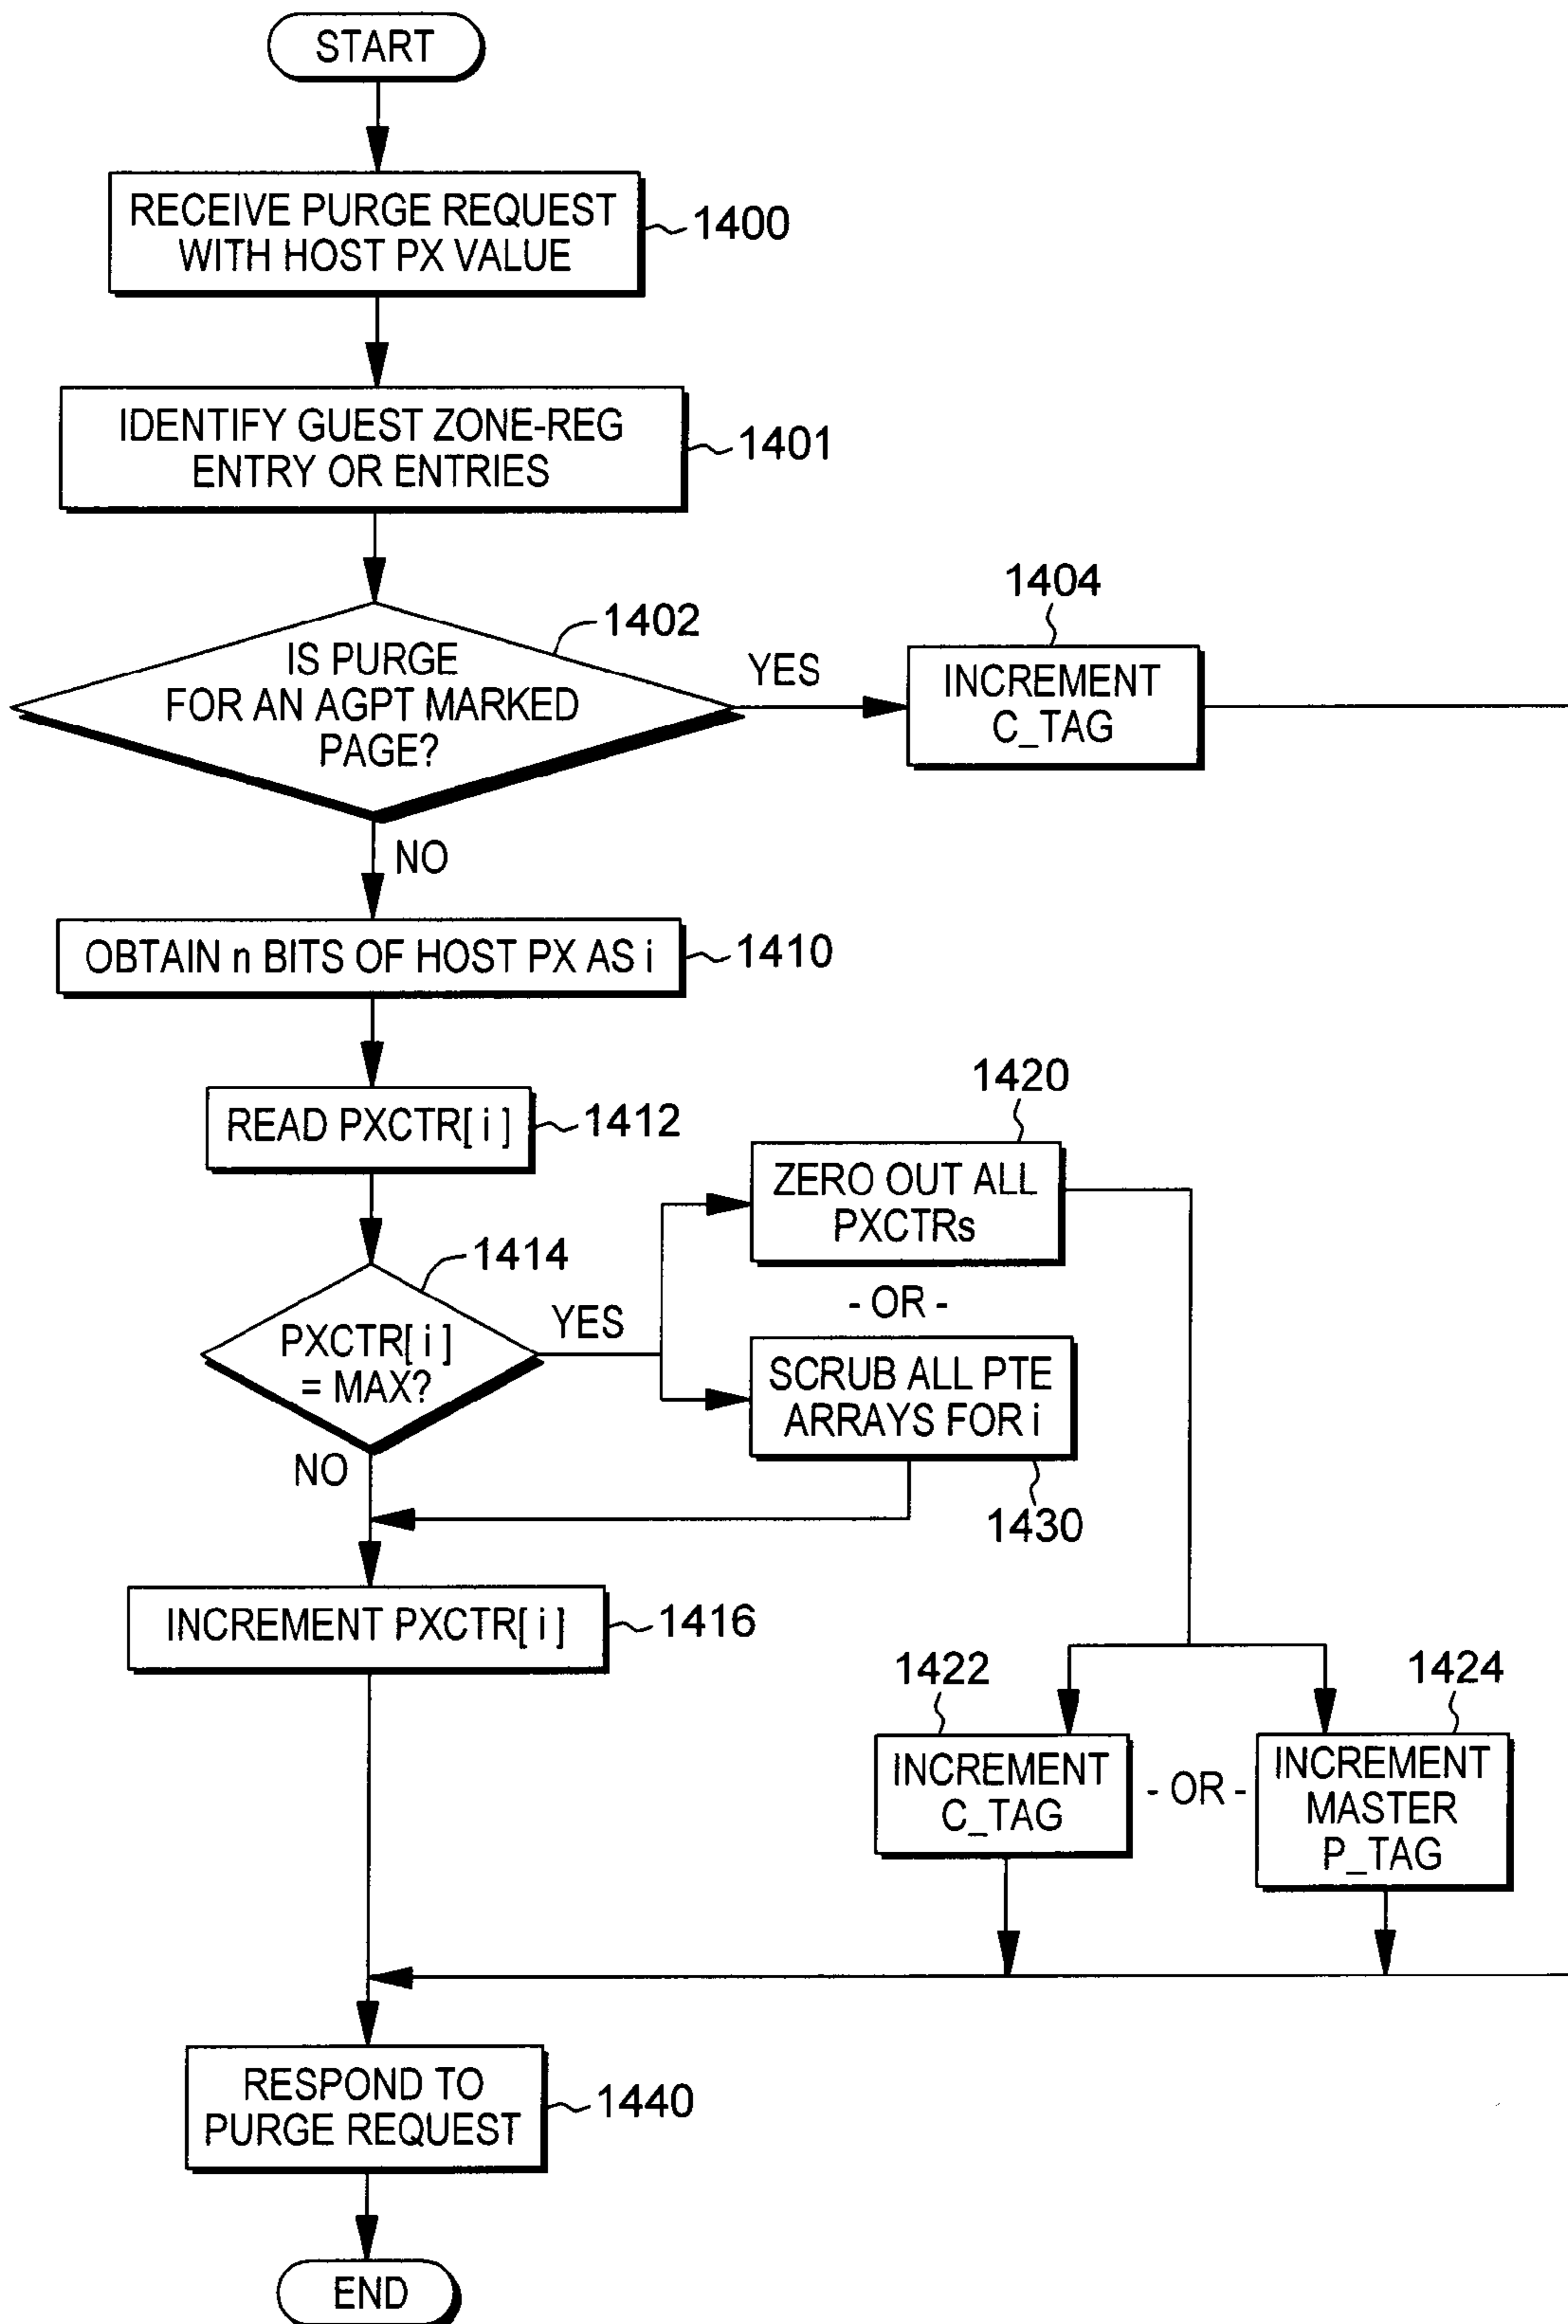 START
RECEIVE PURGE REQUEST
WITH HOST PX VALUE
1400
IDENTIFY GUEST ZONE-REG
ENTRY OR ENTRIES
1401
1402
IS PURGE
FOR AN AGPT MARKED
PAGE?
YES
1404
INCREMENT
C_TAG
NO
OBTAIN n BITS OF HOST PX AS i
1410
READ PXCTR[ i ]
1412
1414
PXCTR[ i ]
= MAX?
YES
1420
ZERO OUT ALL
PXCTRs
- OR -
SCRUB ALL PTE
ARRAYS FOR i
1430
NO
INCREMENT PXCTR[ i ]
1416
1422
INCREMENT
C_TAG
- OR -
1424
INCREMENT
MASTER
P_TAG
RESPOND TO
PURGE REQUEST
1440
END